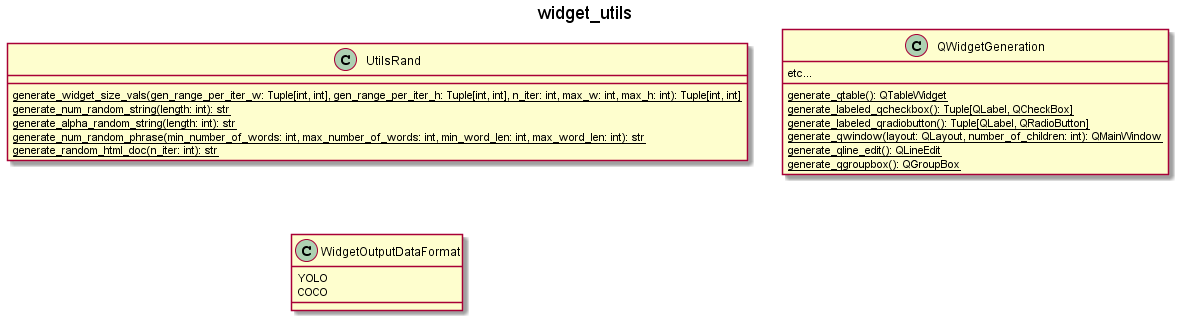 widget_utils
C UtilsRand
generate_widget_size_vals(gen_range_per_iter_w: Tuple[int, int], gen_range_per_iter_h: Tuple[int, int], n_iter: int, max_w: int, max_h: int): Tuple[int, int]
generate_num_random_string(length: int): str
generate_alpha_random_string(length: int): str
generate_num_random_phrase(min_number_of_words: int, max_number_of_words: int, min_word_len: int, max_word_len: int): str
generate_random_html_doc(n_iter: int): str
C QWidgetGeneration
etc...
generate_qtable(): QTableWidget
generate_labeled_qcheckbox(): Tuple[QLabel, QCheckBox]
generate_labeled_qradiobutton(): Tuple[QLabel, QRadioButton]
generate_qwindow(layout: QLayout, number_of_children: int): QMainWindow
generate_qline_edit(): QLineEdit
generate_qgroupbox(): QGroupBox
C WidgetOutputDataFormat
YOLO
COCO